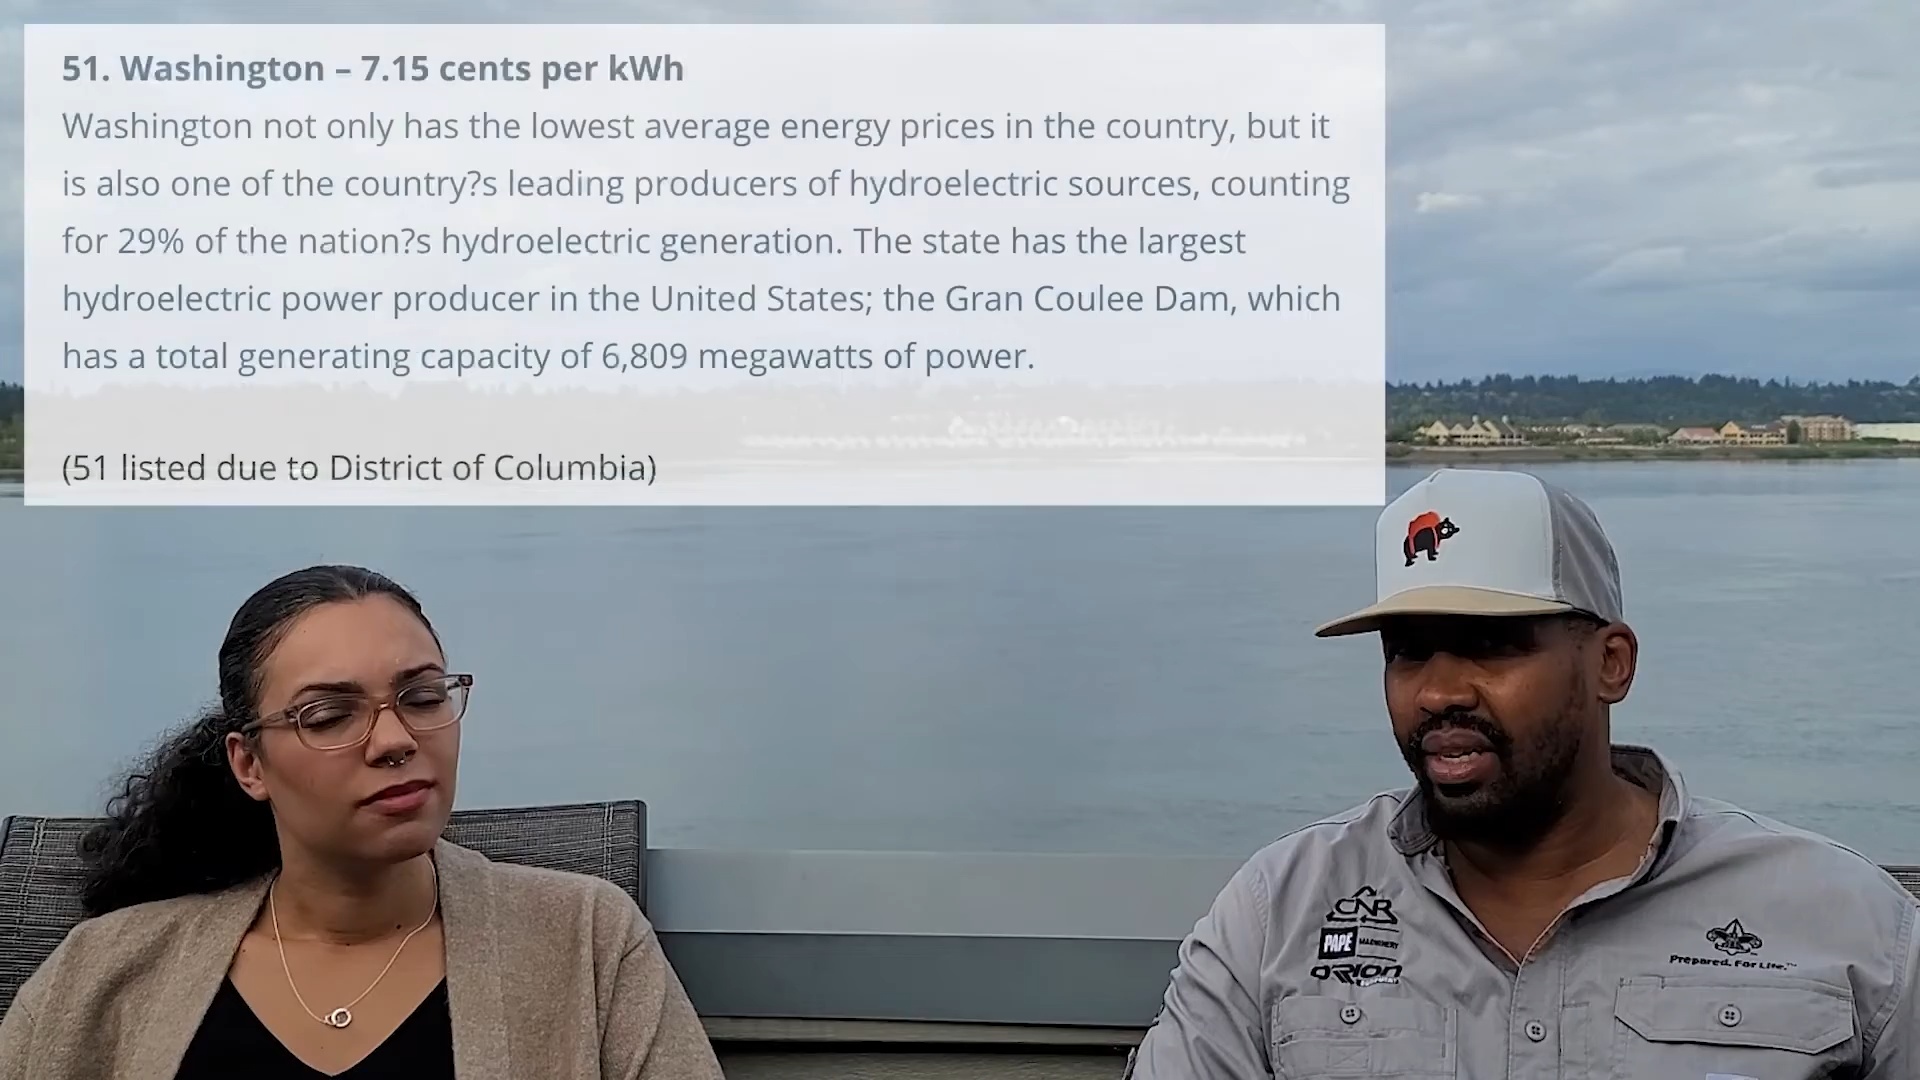 51. Washington – 7.15 cents per kWh
Washington not only has the lowest average energy prices in the country, but it
is also one of the country?s leading producers of hydroelectric sources, counting
for 29% of the nation?s hydroelectric generation. The state has the largest
hydroelectric power producer in the United States; the Gran Coulee Dam, which
has a total generating capacity of 6,809 megawatts of power.
(51 listed due to District of Columbia)
CNR
PAPÉ MACHINERY
ORION
Prepared. For Life.™